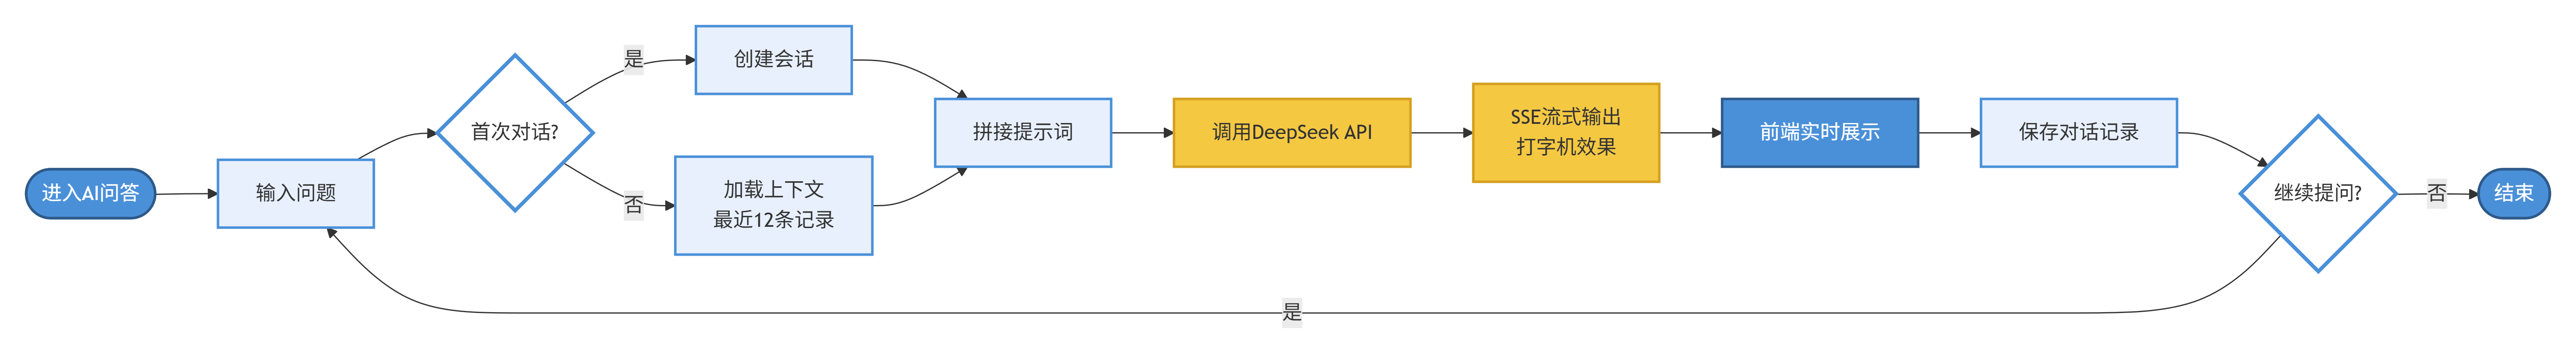 进入AI问答
输入问题
首次对话?
是
创建会话
否
加载上下文
最近12条记录
拼接提示词
调用DeepSeek API
SSE流式输出
打字机效果
前端实时展示
保存对话记录
继续提问?
否
结束
是